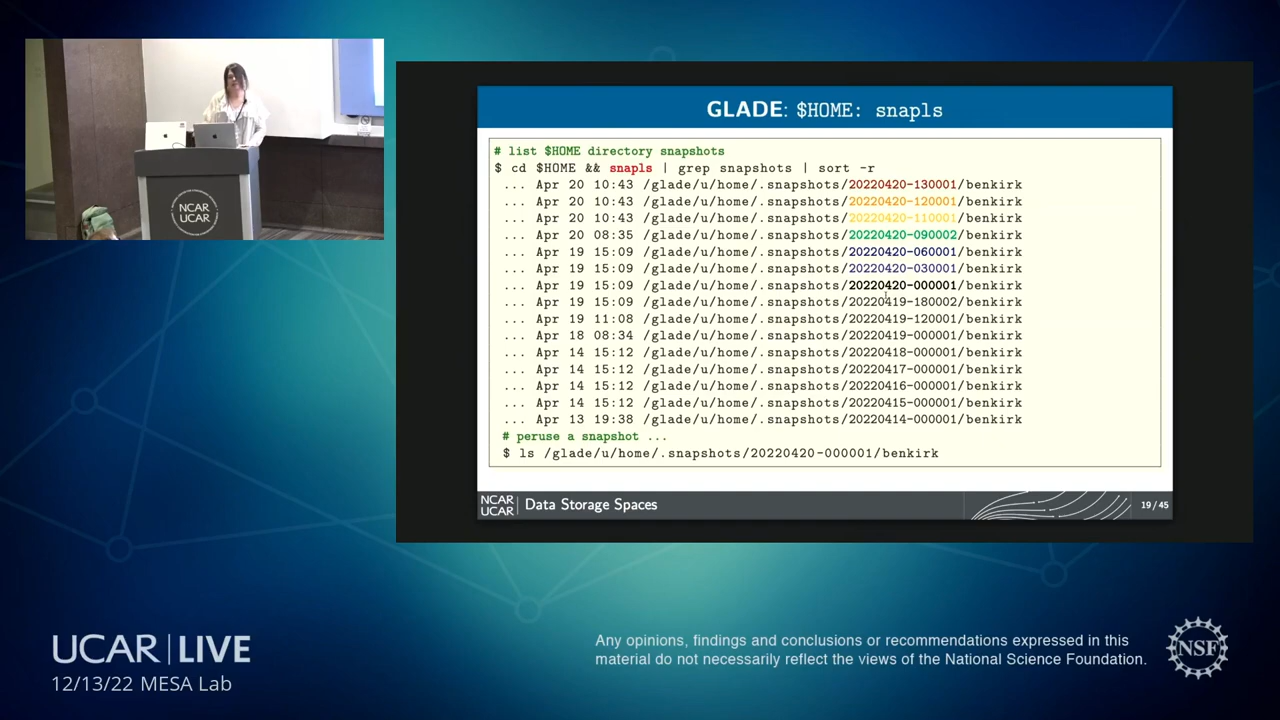 NCAR
UCAR
GLADE: $HOME: snapls
# list $HOME directory snapshots
$ cd $HOME && snapls | grep snapshots | sort -r
... Apr 20 10:43 /glade/u/home/.snapshots/20220420-130001/benkirk
... Apr 20 10:43 /glade/u/home/.snapshots/20220420-120001/benkirk
... Apr 20 10:43 /glade/u/home/.snapshots/20220420-110001/benkirk
... Apr 20 08:35 /glade/u/home/.snapshots/20220420-090002/benkirk
... Apr 19 15:09 /glade/u/home/.snapshots/20220420-060001/benkirk
... Apr 19 15:09 /glade/u/home/.snapshots/20220420-030001/benkirk
... Apr 19 15:09 /glade/u/home/.snapshots/20220420-000001/benkirk
... Apr 19 15:09 /glade/u/home/.snapshots/20220419-180002/benkirk
... Apr 19 11:08 /glade/u/home/.snapshots/20220419-120001/benkirk
... Apr 18 08:34 /glade/u/home/.snapshots/20220419-000001/benkirk
... Apr 14 15:12 /glade/u/home/.snapshots/20220418-000001/benkirk
... Apr 14 15:12 /glade/u/home/.snapshots/20220417-000001/benkirk
... Apr 14 15:12 /glade/u/home/.snapshots/20220416-000001/benkirk
... Apr 14 15:12 /glade/u/home/.snapshots/20220415-000001/benkirk
... Apr 13 19:38 /glade/u/home/.snapshots/20220414-000001/benkirk
# peruse a snapshot ...
$ ls /glade/u/home/.snapshots/20220420-000001/benkirk
NCAR
UCAR
Data Storage Spaces
19/45
UCAR | LIVE
12/13/22 MESA Lab
Any opinions, findings and conclusions or recommendations expressed in this
material do not necessarily reflect the views of the National Science Foundation.
NSF